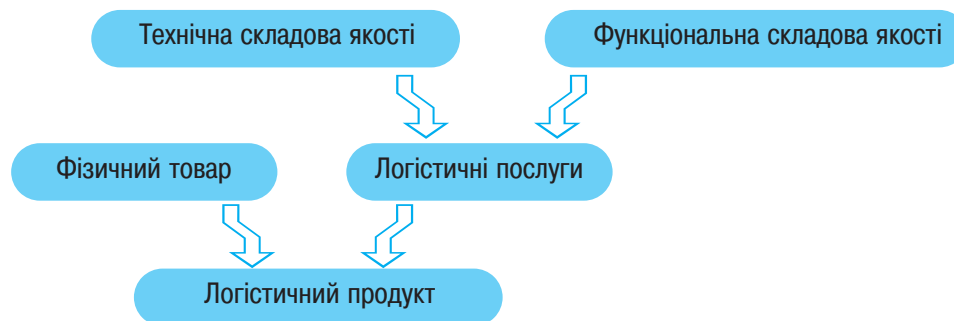 Технічна складова якості
Функціональна складова якості
Фізичний товар
Логістичні послуги
Логістичний продукт